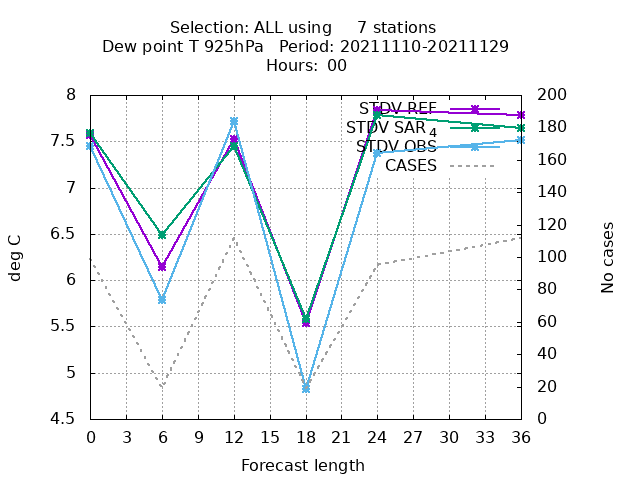 Selection: ALL using     7 stations
Dew point T 925hPa   Period: 20211110-20211129
Hours:  00
STDV REF
STDV SAR4
STDV OBS
CASES
deg C
8
7.5
7
6.5
6
5.5
5
4.5
200
180
160
140
120
100
80
60
40
20
0
No cases
0 3 6 9 12 15 18 21 24 27 30 33 36
Forecast length